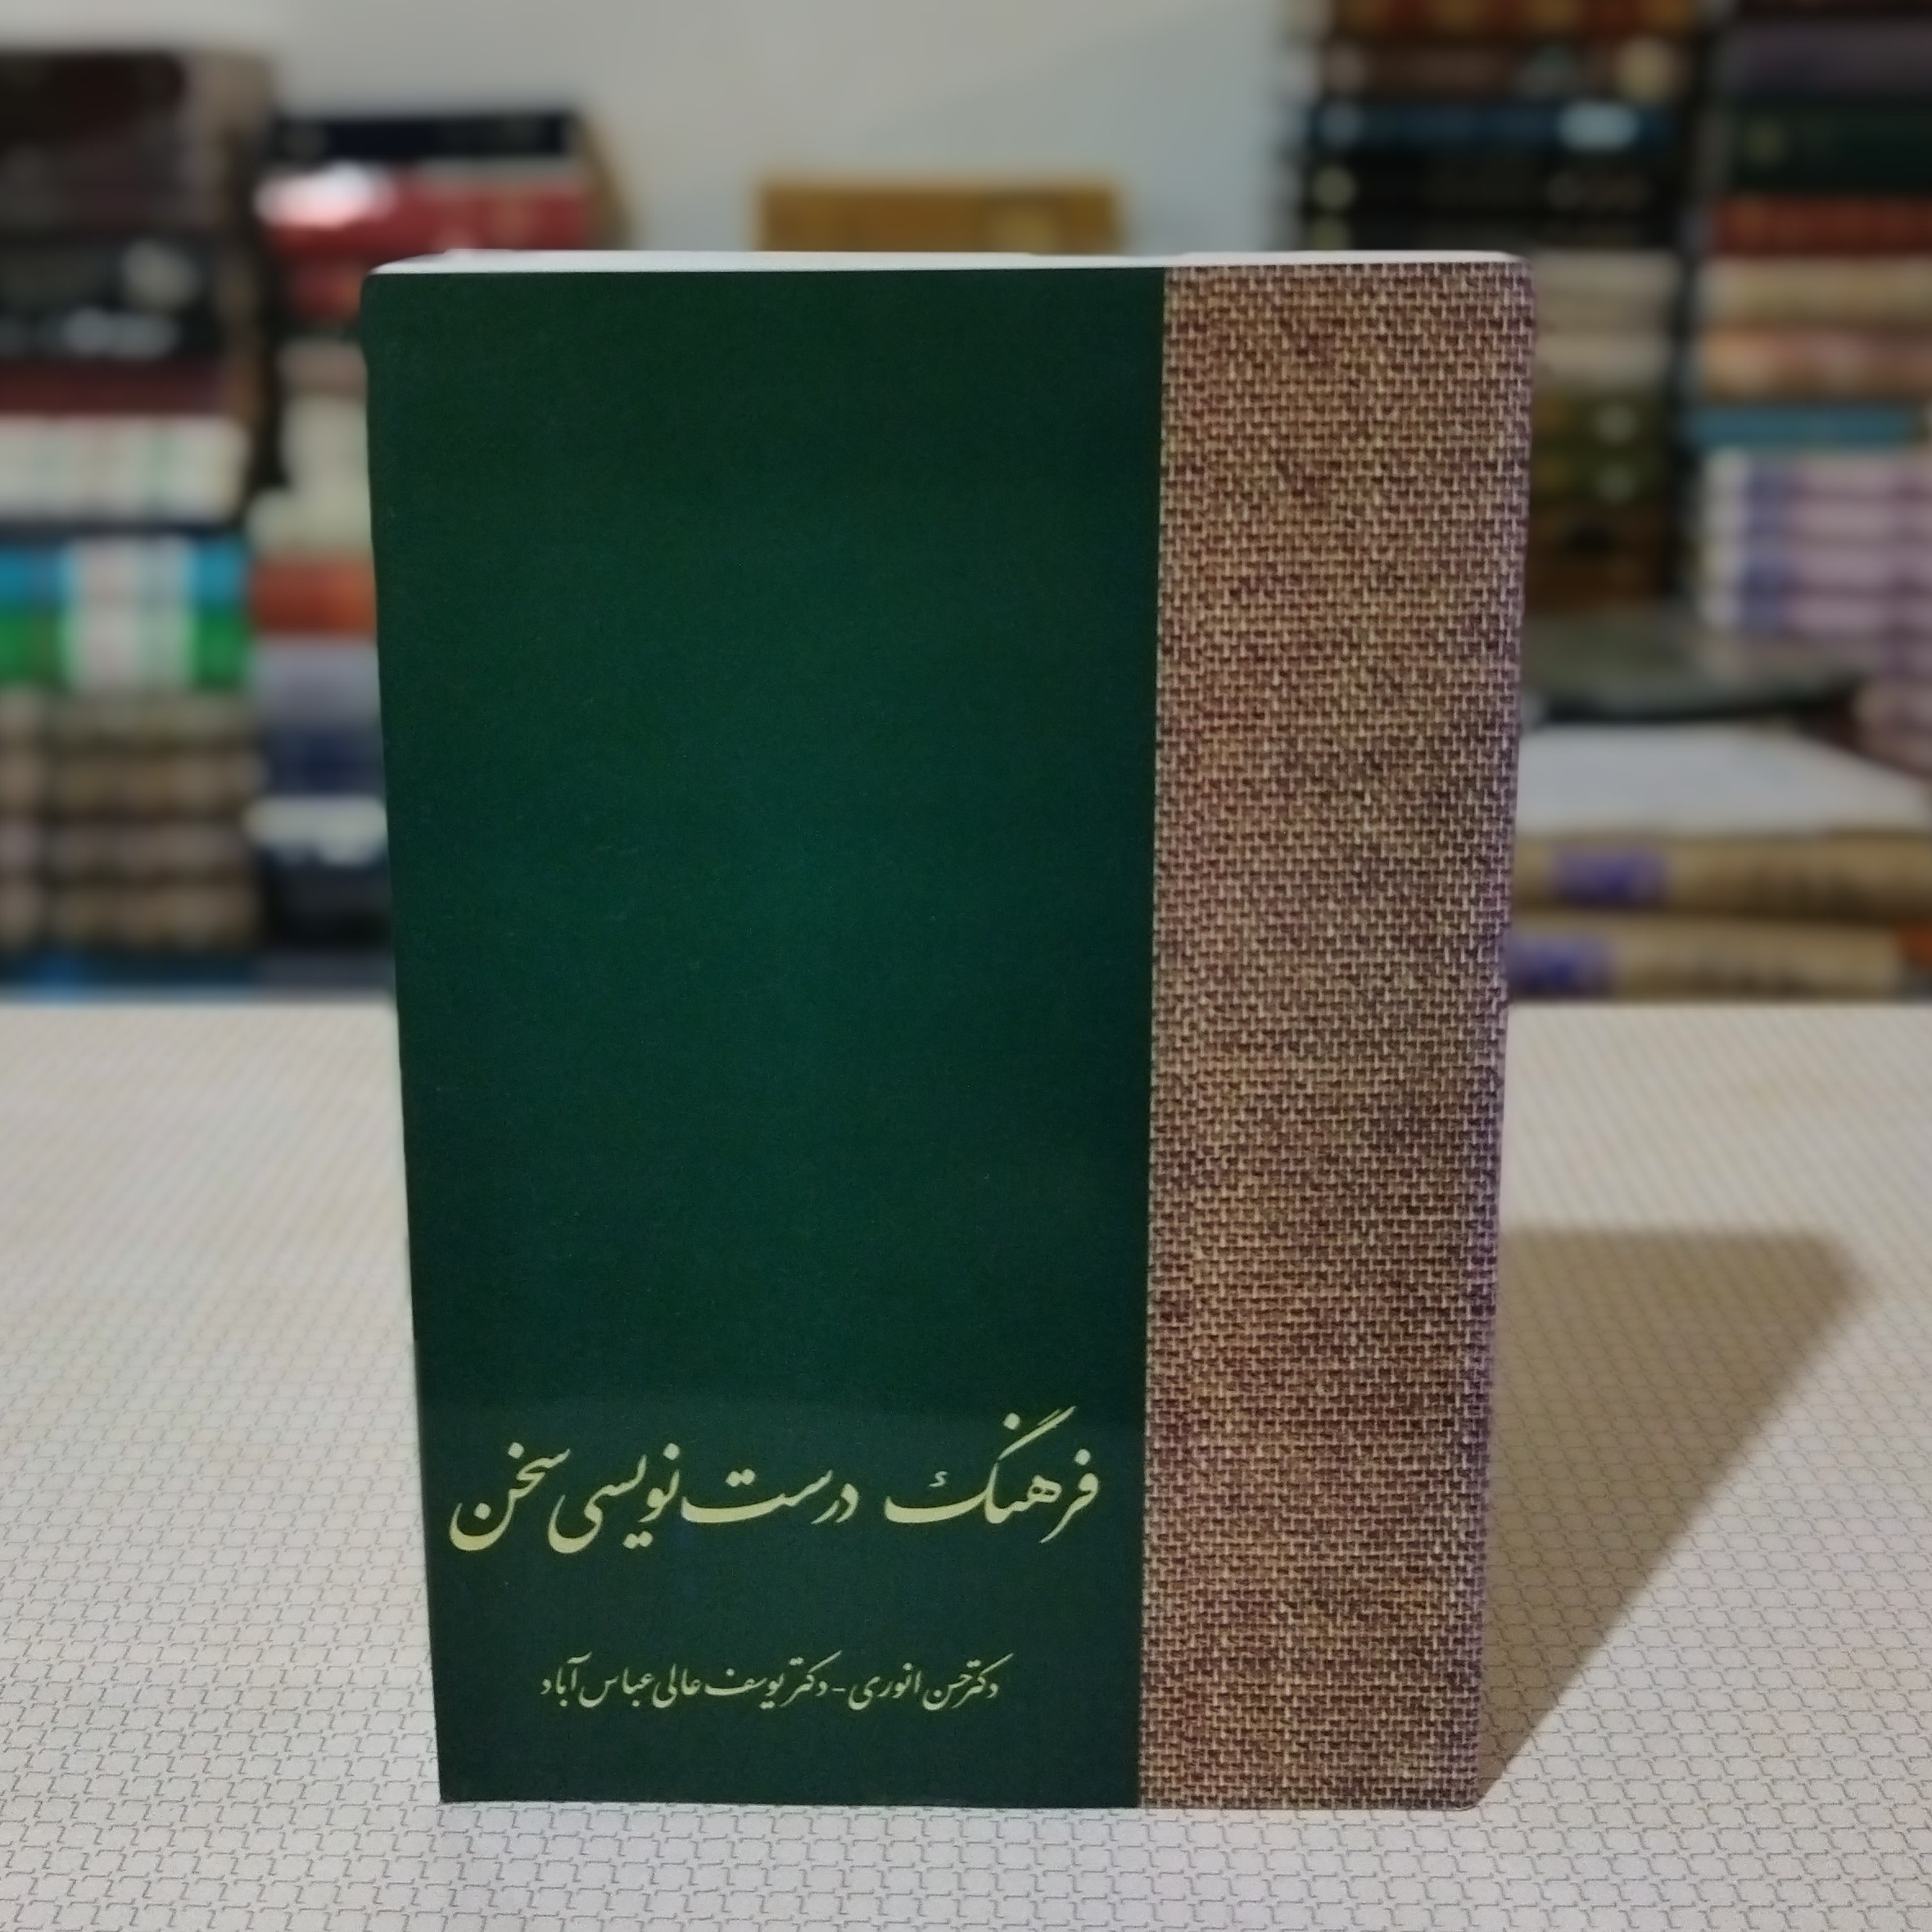 فرهنگ درست‌نویسی سخن
دکتر حسن انوری - دکتر یوسف عالی عباس‌آباد